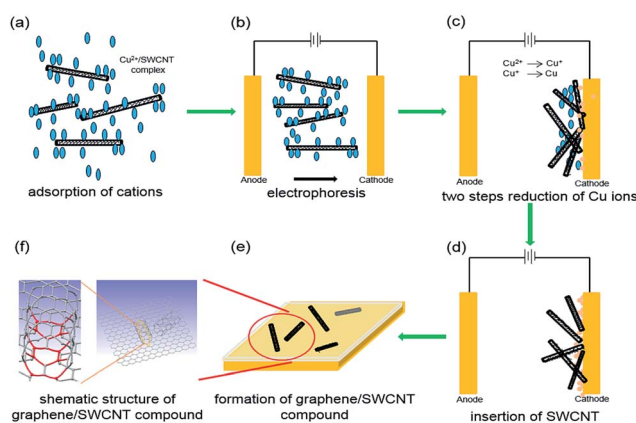 (a)
Cu2+/SWCNT
complex
adsorption of cations
(b)
Anode
Cathode
electrophoresis
(c)
Cu2+ → Cu+
Cu+ → Cu
Anode
Cathode
two steps reduction of Cu ions
(f)
shematic structure of
graphene/SWCNT compound
(e)
formation of graphene/SWCNT
compound
(d)
Anode
Cathode
insertion of SWCNT